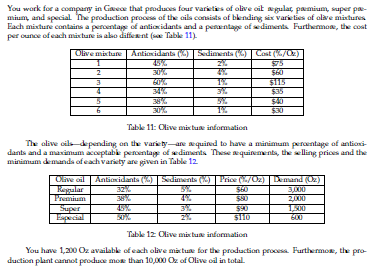 You work for a company in Greece that produces four varieties of olive oil: regular, premium, super pre-
mium, and special. The production process of the oils consists of blending six varieties of olive mixtures.
Each mixture contains a percentage of antioxidants and a percentage of sediments. Furthermore, the cost
per ounce of each mixture is also different (see Table 11).
Olive mixture Antioxidants (%) Sediments (%) Cost (%/Oz)
1 45% 2% $75
2 30% 4% $60
3 60% 1% $115
4 34% 3% $35
5 38% 5% $40
6 30% 1% $30
Table 11: Olive mixture information
The olive oils—depending on the variety—are required to have a minimum percentage of antioxi-
dants and a maximum acceptable percentage of sediments. These requirements, the selling prices and the
minimum demands of each variety are given in Table 12.
Olive oil Antioxidants (%) Sediments (%) Price (%/Oz) Demand (Oz)
Regular 32% 5% $60 3,000
Premium 38% 4% $80 2,000
Super 45% 3% $90 1,500
Especial 50% 2% $110 600
Table 12: Olive mixture information
You have 1,200 Oz available of each olive mixture for the production process. Furthermore, the pro-
duction plant cannot produce more than 10,000 Oz of Olive oil in total.